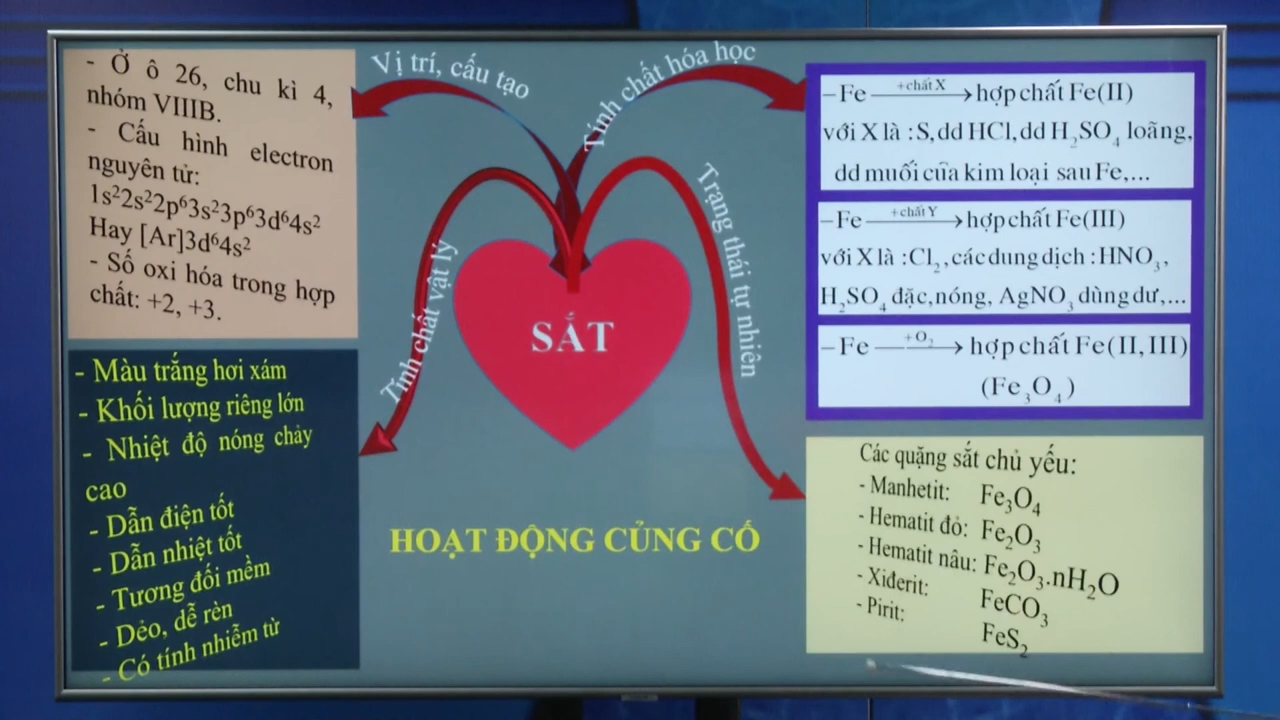 - Ở ô 26, chu kì 4,
nhóm VIIIB.
- Cấu hình electron
nguyên tử:
1s²2s²2p⁶3s²3p⁶3d⁶4s²
Hay [Ar]3d⁶4s²
- Số oxi hóa trong hợp
chất: +2, +3.
Vị trí, cấu tạo
Tính chất hóa học
- Fe +chất X → hợp chất Fe(II)
với X là : S, dd HCl, dd H₂SO₄ loãng,
dd muối của kim loại sau Fe,...
- Fe +chất Y → hợp chất Fe(III)
với X là : Cl₂, các dung dịch : HNO₃,
H₂SO₄ đặc, nóng, AgNO₃ dùng dư,...
- Fe +O₂ → hợp chất Fe(II, III)
(Fe₃O₄)
Tính chất vật lý
Trạng thái tự nhiên
SẮT
- Màu trắng hơi xám
- Khối lượng riêng lớn
- Nhiệt độ nóng chảy
cao
- Dẫn điện tốt
- Dẫn nhiệt tốt
- Tương đối mềm
- Dẻo, dễ rèn
- Có tính nhiễm từ
HOẠT ĐỘNG CỦNG CỐ
Các quặng sắt chủ yếu:
- Manhetit: Fe₃O₄
- Hematit đỏ: Fe₂O₃
- Hematit nâu: Fe₂O₃.nH₂O
- Xiđerit: FeCO₃
- Pirit: FeS₂